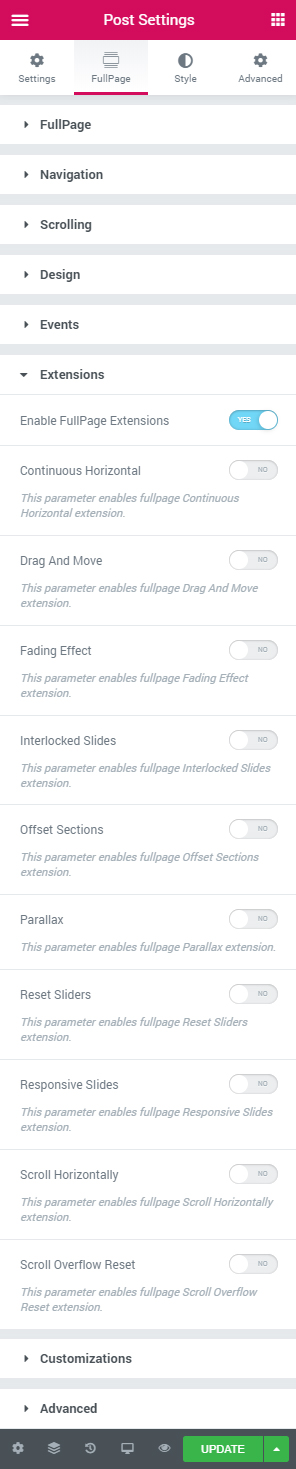 Post Settings
Settings
FullPage
Style
Advanced
FullPage
Navigation
Scrolling
Design
Events
Extensions
Enable FullPage Extensions YES
Continuous Horizontal NO
This parameter enables fullpage Continuous
Horizontal extension.
Drag And Move NO
This parameter enables fullpage Drag And Move
extension.
Fading Effect NO
This parameter enables fullpage Fading Effect
extension.
Interlocked Slides NO
This parameter enables fullpage Interlocked Slides
extension.
Offset Sections NO
This parameter enables fullpage Offset Sections
extension.
Parallax NO
This parameter enables fullpage Parallax extension.
Reset Sliders NO
This parameter enables fullpage Reset Sliders
extension.
Responsive Slides NO
This parameter enables fullpage Responsive Slides
extension.
Scroll Horizontally NO
This parameter enables fullpage Scroll Horizontally
extension.
Scroll Overflow Reset NO
This parameter enables fullpage Scroll Overflow
Reset extension.
Customizations
Advanced
UPDATE